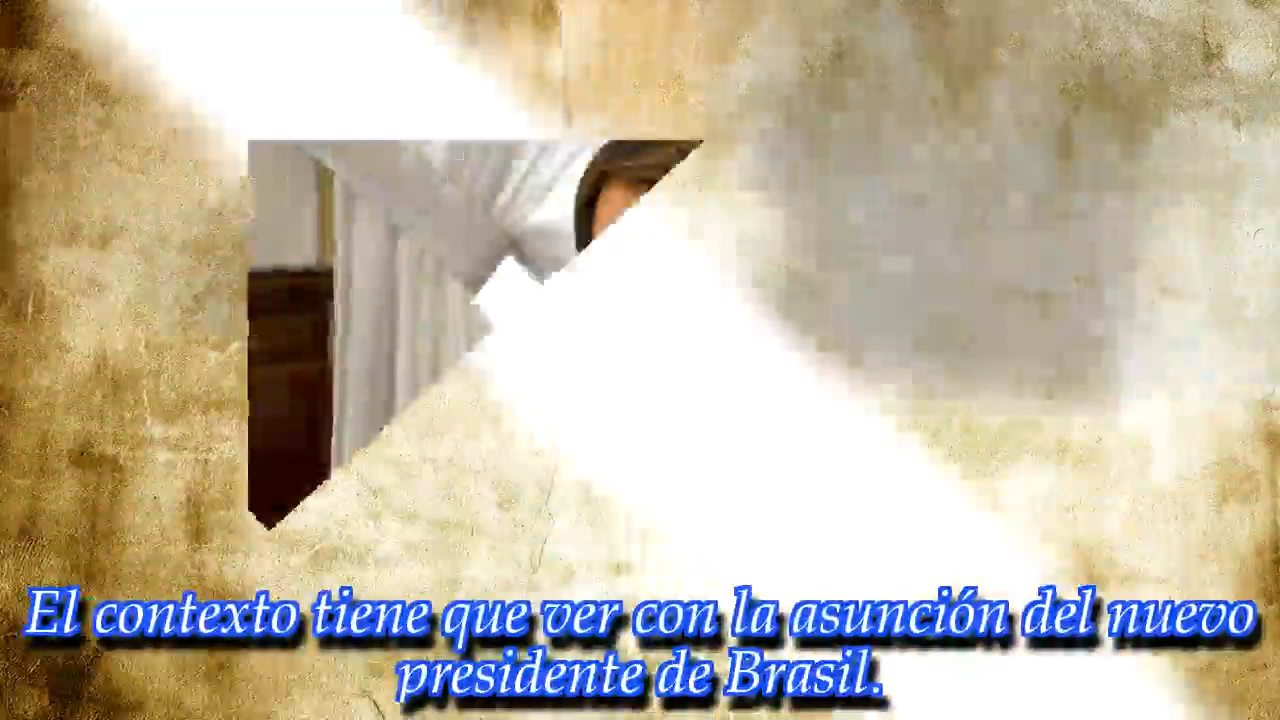 El contexto tiene que ver con la asunción del nuevo
presidente de Brasil.